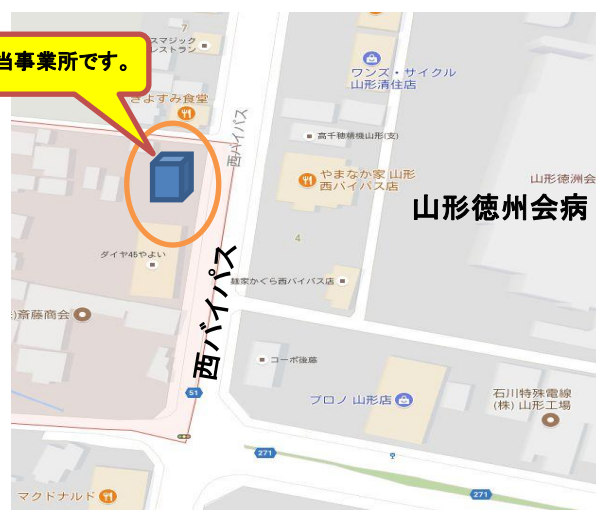 7
スマジック
レストラン
当事業所です。
きよすみ食堂
ワンズ・サイクル
山形清住店
西バイパス
高千穂精機山形(支)
やまなか家 山形
西バイパス店
山形徳洲会
山形徳州会病
4
ダイヤ45やよい
西バイパス
麺家かぐら西バイパス店
)斎藤商会
コーポ後藤
51
プロノ 山形店
石川特殊電線
(株) 山形工場
271
271
マクドナルド